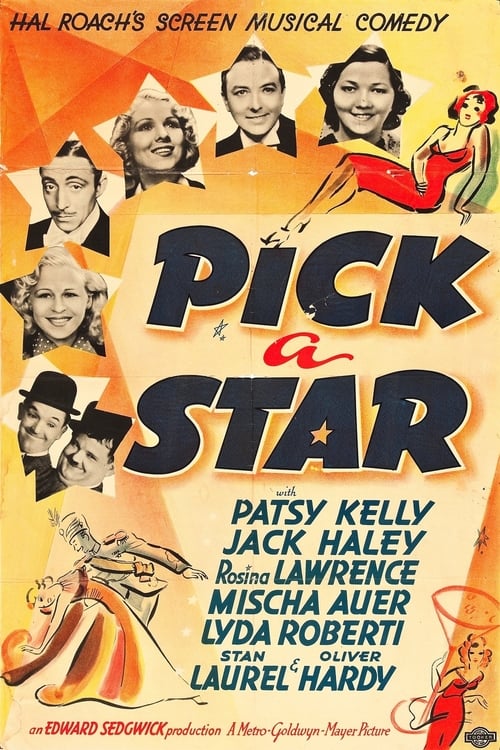 HAL ROACH'S SCREEN MUSICAL COMEDY
PICK
a
STAR
with
PATSY KELLY
JACK HALEY
Rosina LAWRENCE
MISCHA AUER
LYDA ROBERTI
STAN OLIVER
LAUREL & HARDY
an EDWARD SEDGWICK production A Metro-Goldwyn-Mayer Picture